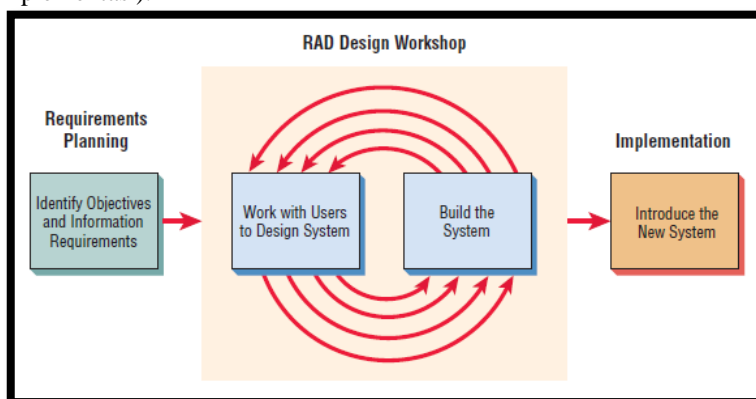 RAD Design Workshop
Requirements
Planning
Implementation
Identify Objectives
and Information
Requirements
Work with Users
to Design System
Build the
System
Introduce the
New System